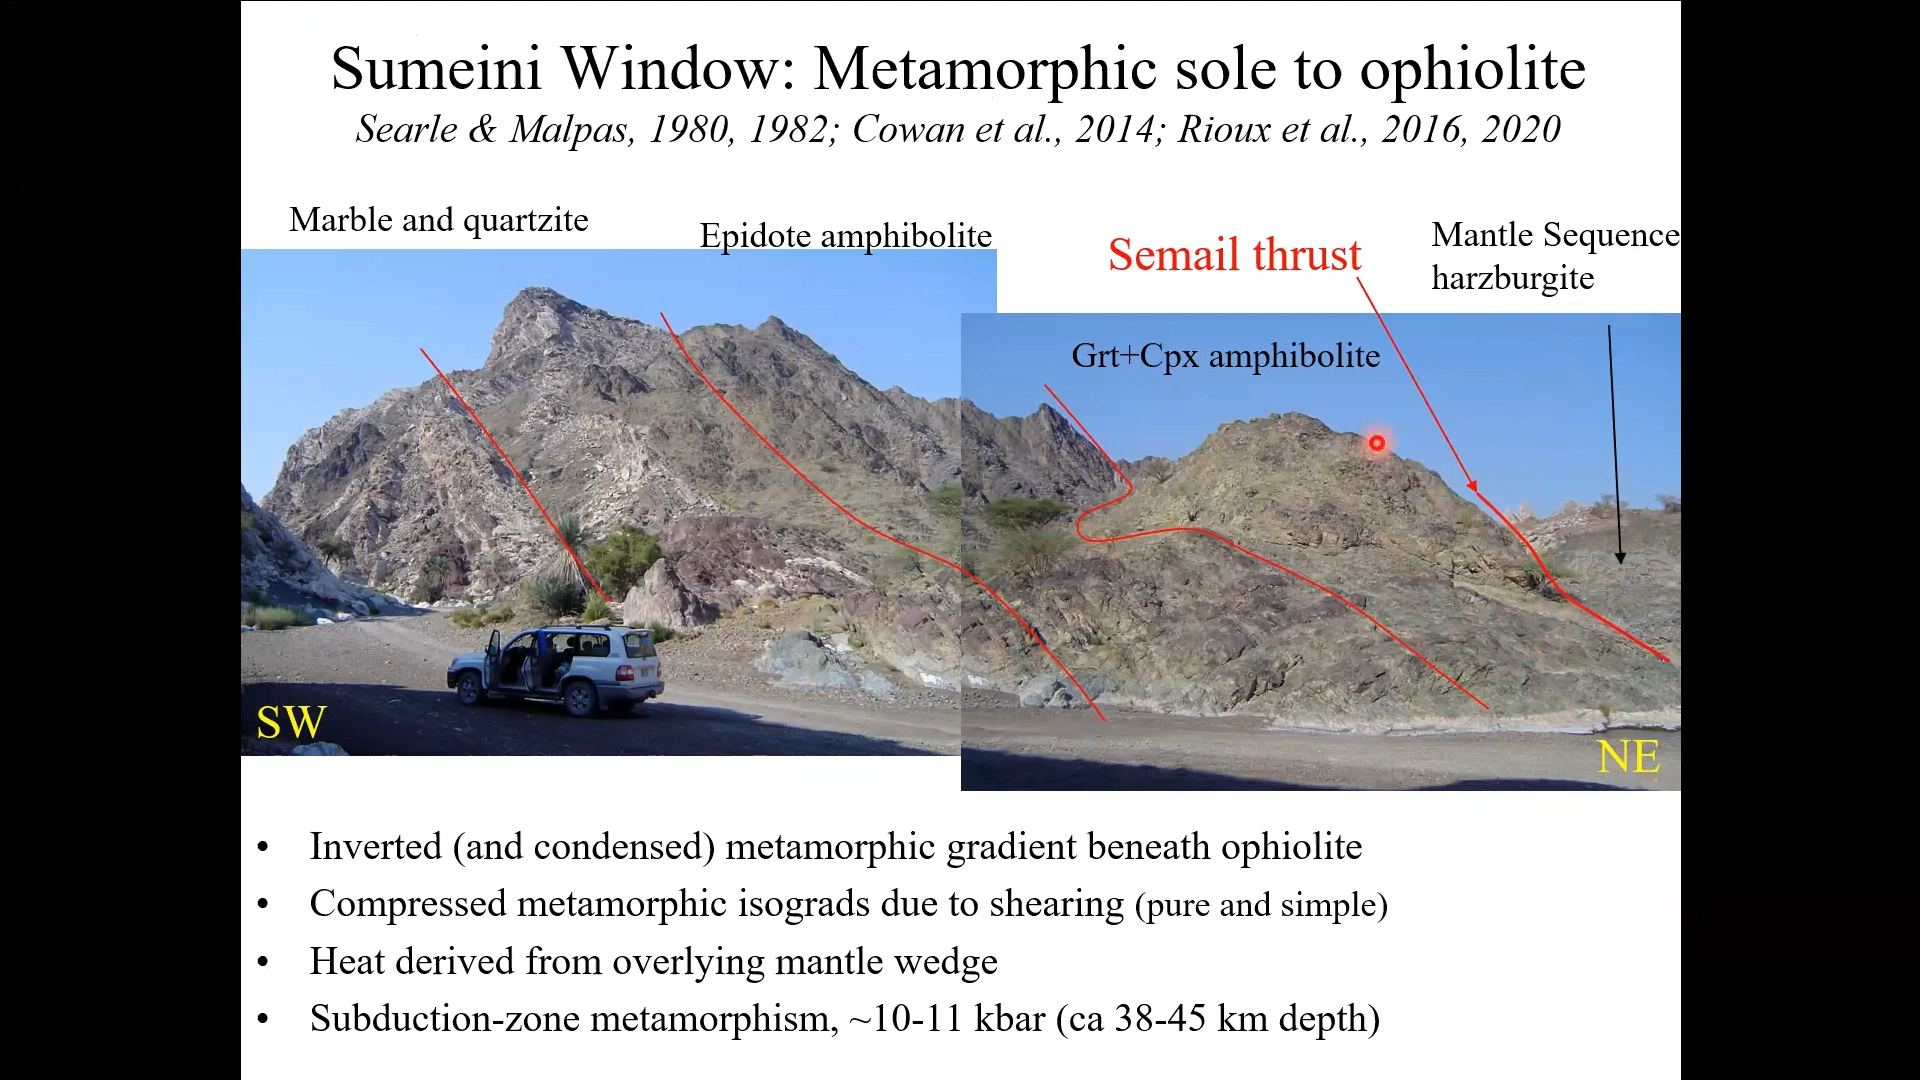 Sumeini Window: Metamorphic sole to ophiolite
Searle & Malpas, 1980, 1982; Cowan et al., 2014; Rioux et al., 2016, 2020
Marble and quartzite
Epidote amphibolite
Semail thrust
Mantle Sequence
harzburgite
Grt+Cpx amphibolite
SW
NE
• Inverted (and condensed) metamorphic gradient beneath ophiolite
• Compressed metamorphic isograds due to shearing (pure and simple)
• Heat derived from overlying mantle wedge
• Subduction-zone metamorphism, ~10-11 kbar (ca 38-45 km depth)